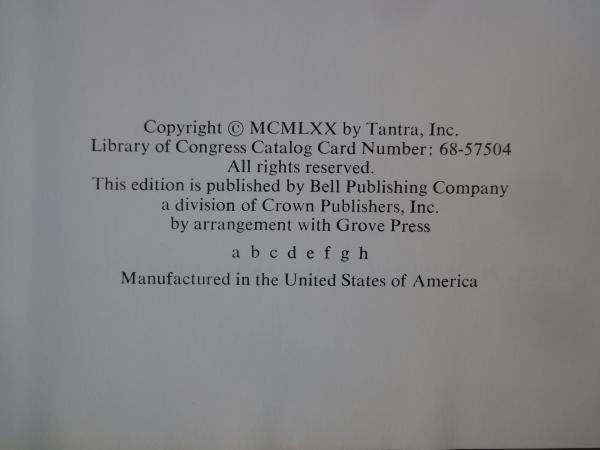 Copyright © MCMLXX by Tantra, Inc.
Library of Congress Catalog Card Number: 68-57504
All rights reserved.
This edition is published by Bell Publishing Company
a division of Crown Publishers, Inc.
by arrangement with Grove Press
a b c d e f g h
Manufactured in the United States of America